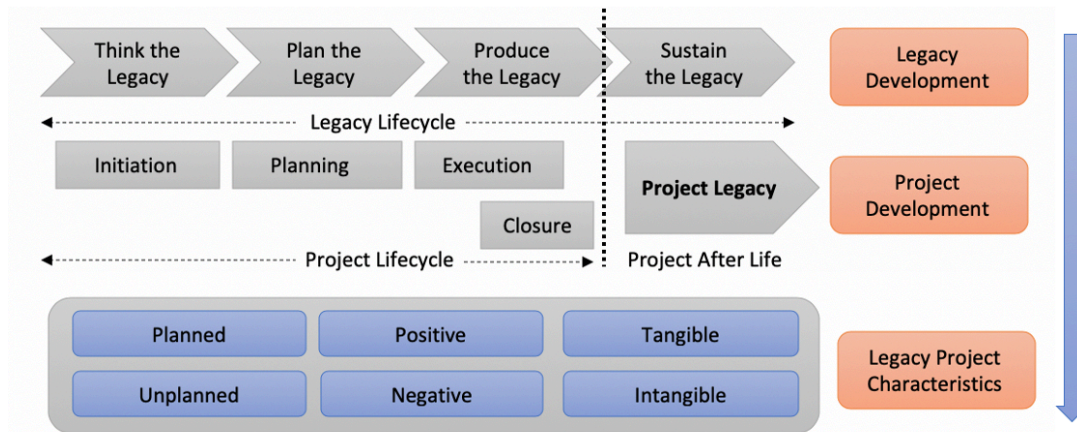 Think the
Legacy
Plan the
Legacy
Produce
the Legacy
Sustain
the Legacy
Legacy
Development
Legacy Lifecycle
Initiation
Planning
Execution
Project Legacy
Project
Development
Closure
Project Lifecycle
Project After Life
Planned
Positive
Tangible
Unplanned
Negative
Intangible
Legacy Project
Characteristics